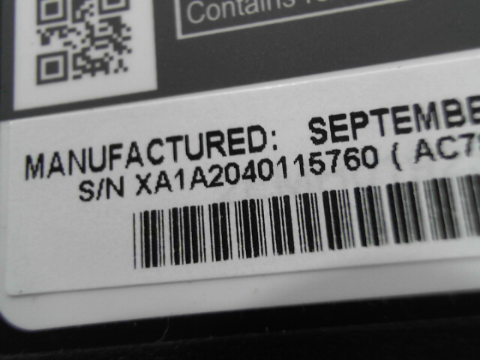 Contains
MANUFACTURED: SEPTEMBE
S/N XA1A2040115760 ( AC7